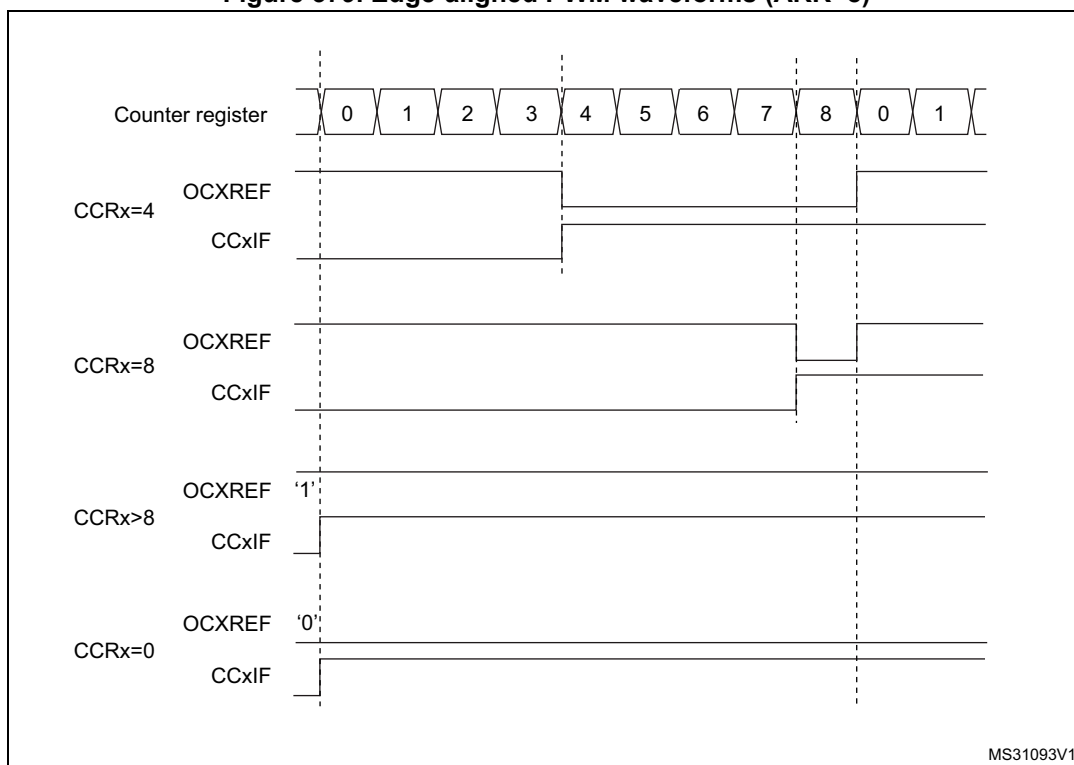 Counter register 0 1 2 3 4 5 6 7 8 0 1
OCXREF
CCRx=4
CCxIF
OCXREF
CCRx=8
CCxIF
OCXREF '1'
CCRx>8
CCxIF
OCXREF '0'
CCRx=0
CCxIF
MS31093V1